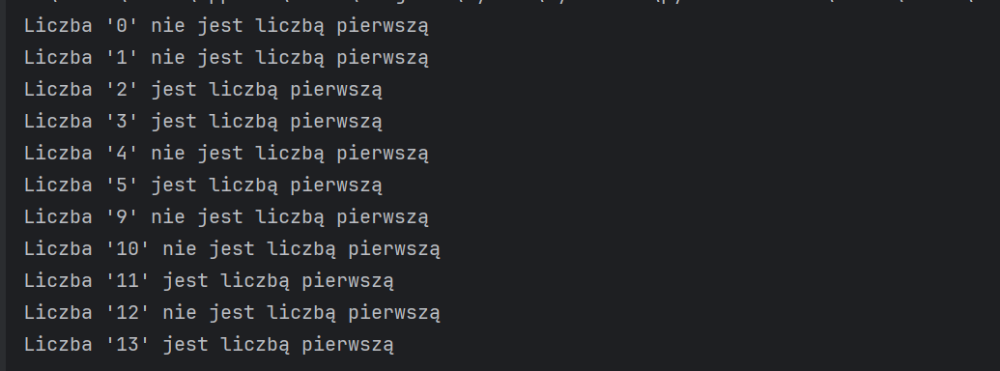 Liczba '0' nie jest liczbą pierwszą
Liczba '1' nie jest liczbą pierwszą
Liczba '2' jest liczbą pierwszą
Liczba '3' jest liczbą pierwszą
Liczba '4' nie jest liczbą pierwszą
Liczba '5' jest liczbą pierwszą
Liczba '9' nie jest liczbą pierwszą
Liczba '10' nie jest liczbą pierwszą
Liczba '11' jest liczbą pierwszą
Liczba '12' nie jest liczbą pierwszą
Liczba '13' jest liczbą pierwszą